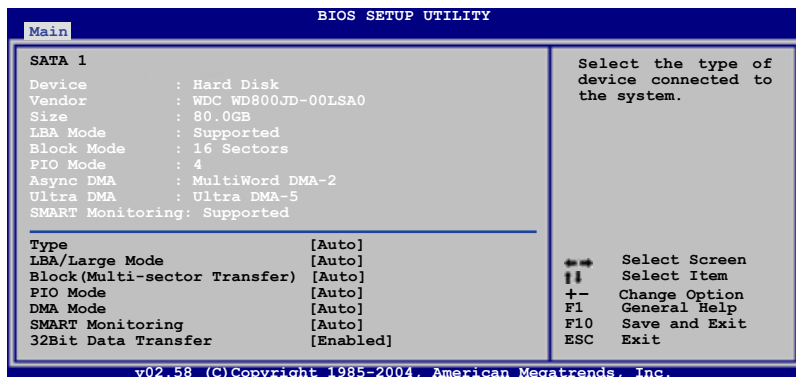 BIOS SETUP UTILITY
Main
SATA 1
Device : Hard Disk
Vendor : WDC WD800JD-00LSA0
Size : 80.0GB
LBA Mode : Supported
Block Mode : 16 Sectors
PIO Mode : 4
Async DMA : MultiWord DMA-2
Ultra DMA : Ultra DMA-5
SMART Monitoring: Supported
Type [Auto]
LBA/Large Mode [Auto]
Block(Multi-sector Transfer) [Auto]
PIO Mode [Auto]
DMA Mode [Auto]
SMART Monitoring [Auto]
32Bit Data Transfer [Enabled]
Select the type of
device connected to
the system.
Select Screen
Select Item
+- Change Option
F1 General Help
F10 Save and Exit
ESC Exit
v02.58 (C)Copyright 1985-2004, American Megatrends, Inc.